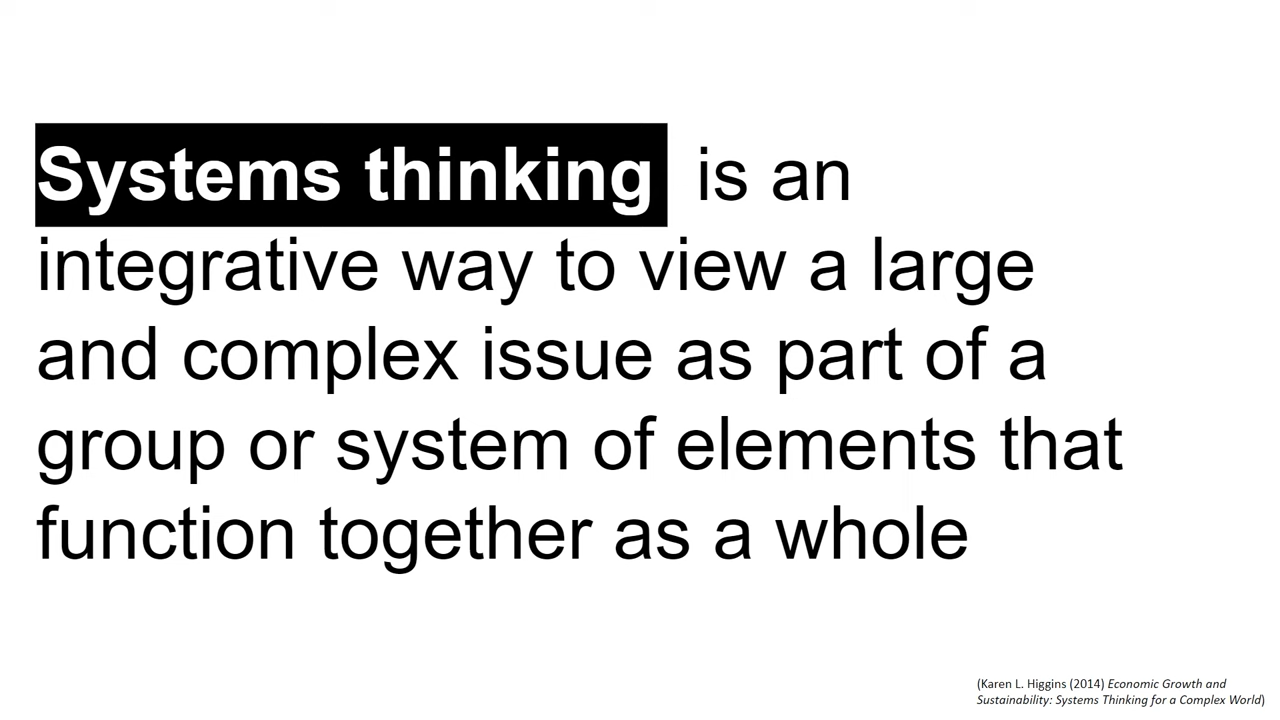 Systems thinking is an
integrative way to view a large
and complex issue as part of a
group or system of elements that
function together as a whole
(Karen L. Higgins (2014) Economic Growth and
Sustainability: Systems Thinking for a Complex World)